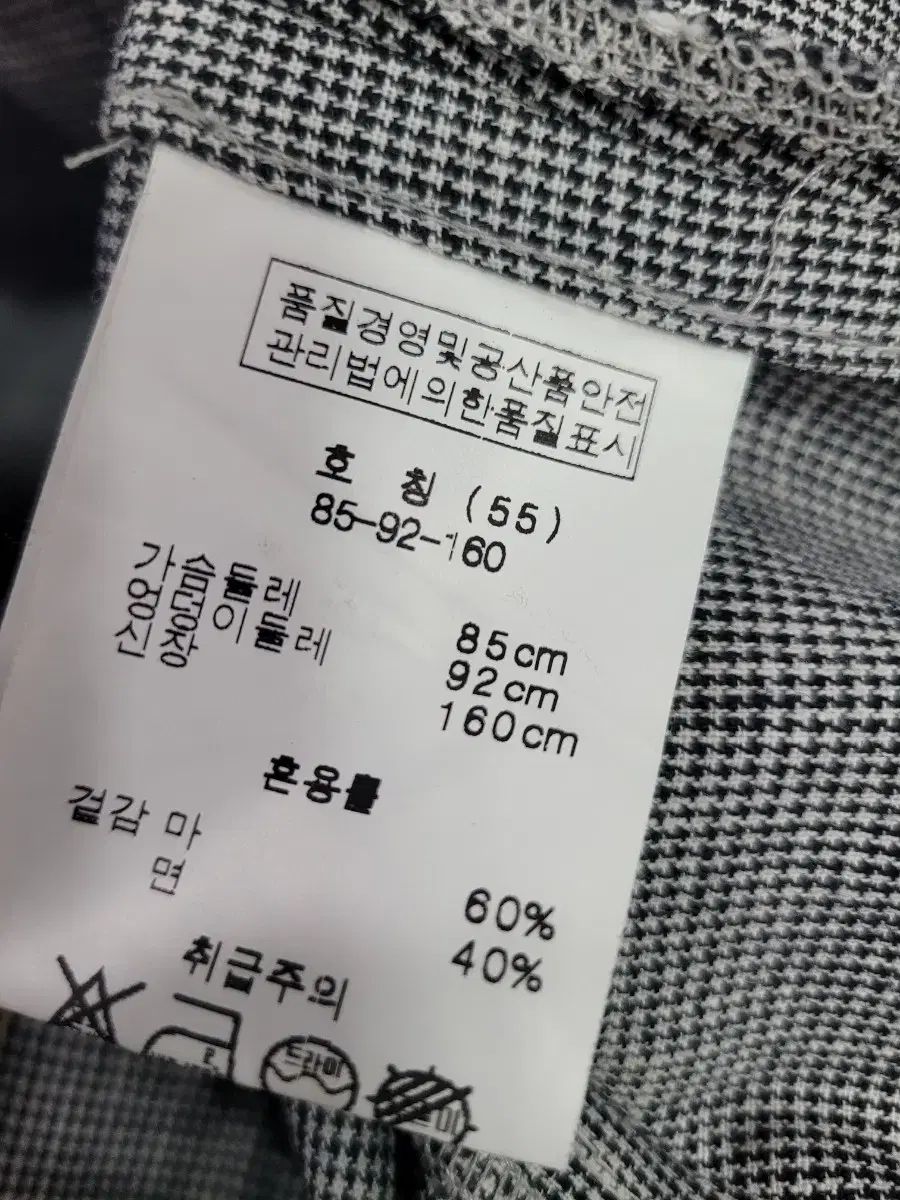 품질경영및공산품안전
관리법에의한품질표시
호 칭 (55)
85-92-160
가슴둘레 85cm
엉덩이둘레 92cm
신장 160cm
혼용률
겉감 마 60%
면 40%
취급주의
드라이